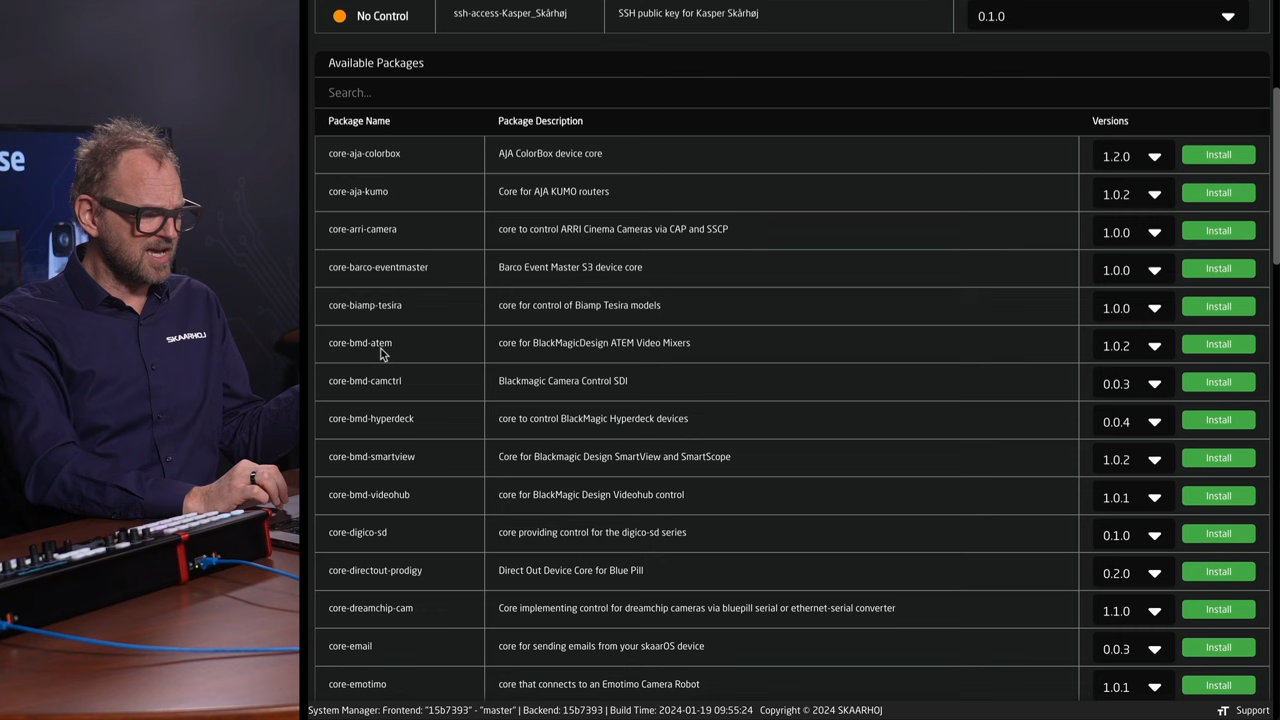 No Control ssh-access-Kasper_Skårhøj SSH public key for Kasper Skårhøj 0.1.0
Available Packages
Search...
Package Name Package Description Versions
core-aja-colorbox AJA ColorBox device core 1.2.0 Install
core-aja-kumo Core for AJA KUMO routers 1.0.2 Install
core-arri-camera core to control ARRI Cinema Cameras via CAP and SSCP 1.0.0 Install
core-barco-eventmaster Barco Event Master S3 device core 1.0.0 Install
core-biamp-tesira core for control of Biamp Tesira models 1.0.0 Install
core-bmd-atem core for BlackMagicDesign ATEM Video Mixers 1.0.2 Install
core-bmd-camctrl Blackmagic Camera Control SDI 0.0.3 Install
core-bmd-hyperdeck core to control BlackMagic Hyperdeck devices 0.0.4 Install
core-bmd-smartview Core for Blackmagic Design SmartView and SmartScope 1.0.2 Install
core-bmd-videohub core for BlackMagic Design Videohub control 1.0.1 Install
core-digico-sd core providing control for the digico-sd series 0.1.0 Install
core-directout-prodigy Direct Out Device Core for Blue Pill 0.2.0 Install
core-dreamchip-cam Core implementing control for dreamchip cameras via bluepill serial or ethernet-serial converter 1.1.0 Install
core-email core for sending emails from your skaarOS device 0.0.3 Install
core-emotimo core that connects to an Emotimo Camera Robot 1.0.1 Install
System Manager: Frontend: "15b7393" - "master" | Backend: 15b7393 | Build Time: 2024-01-19 09:55:24 Copyright © 2024 SKAARHOJ Support
se
SKAARHOJ